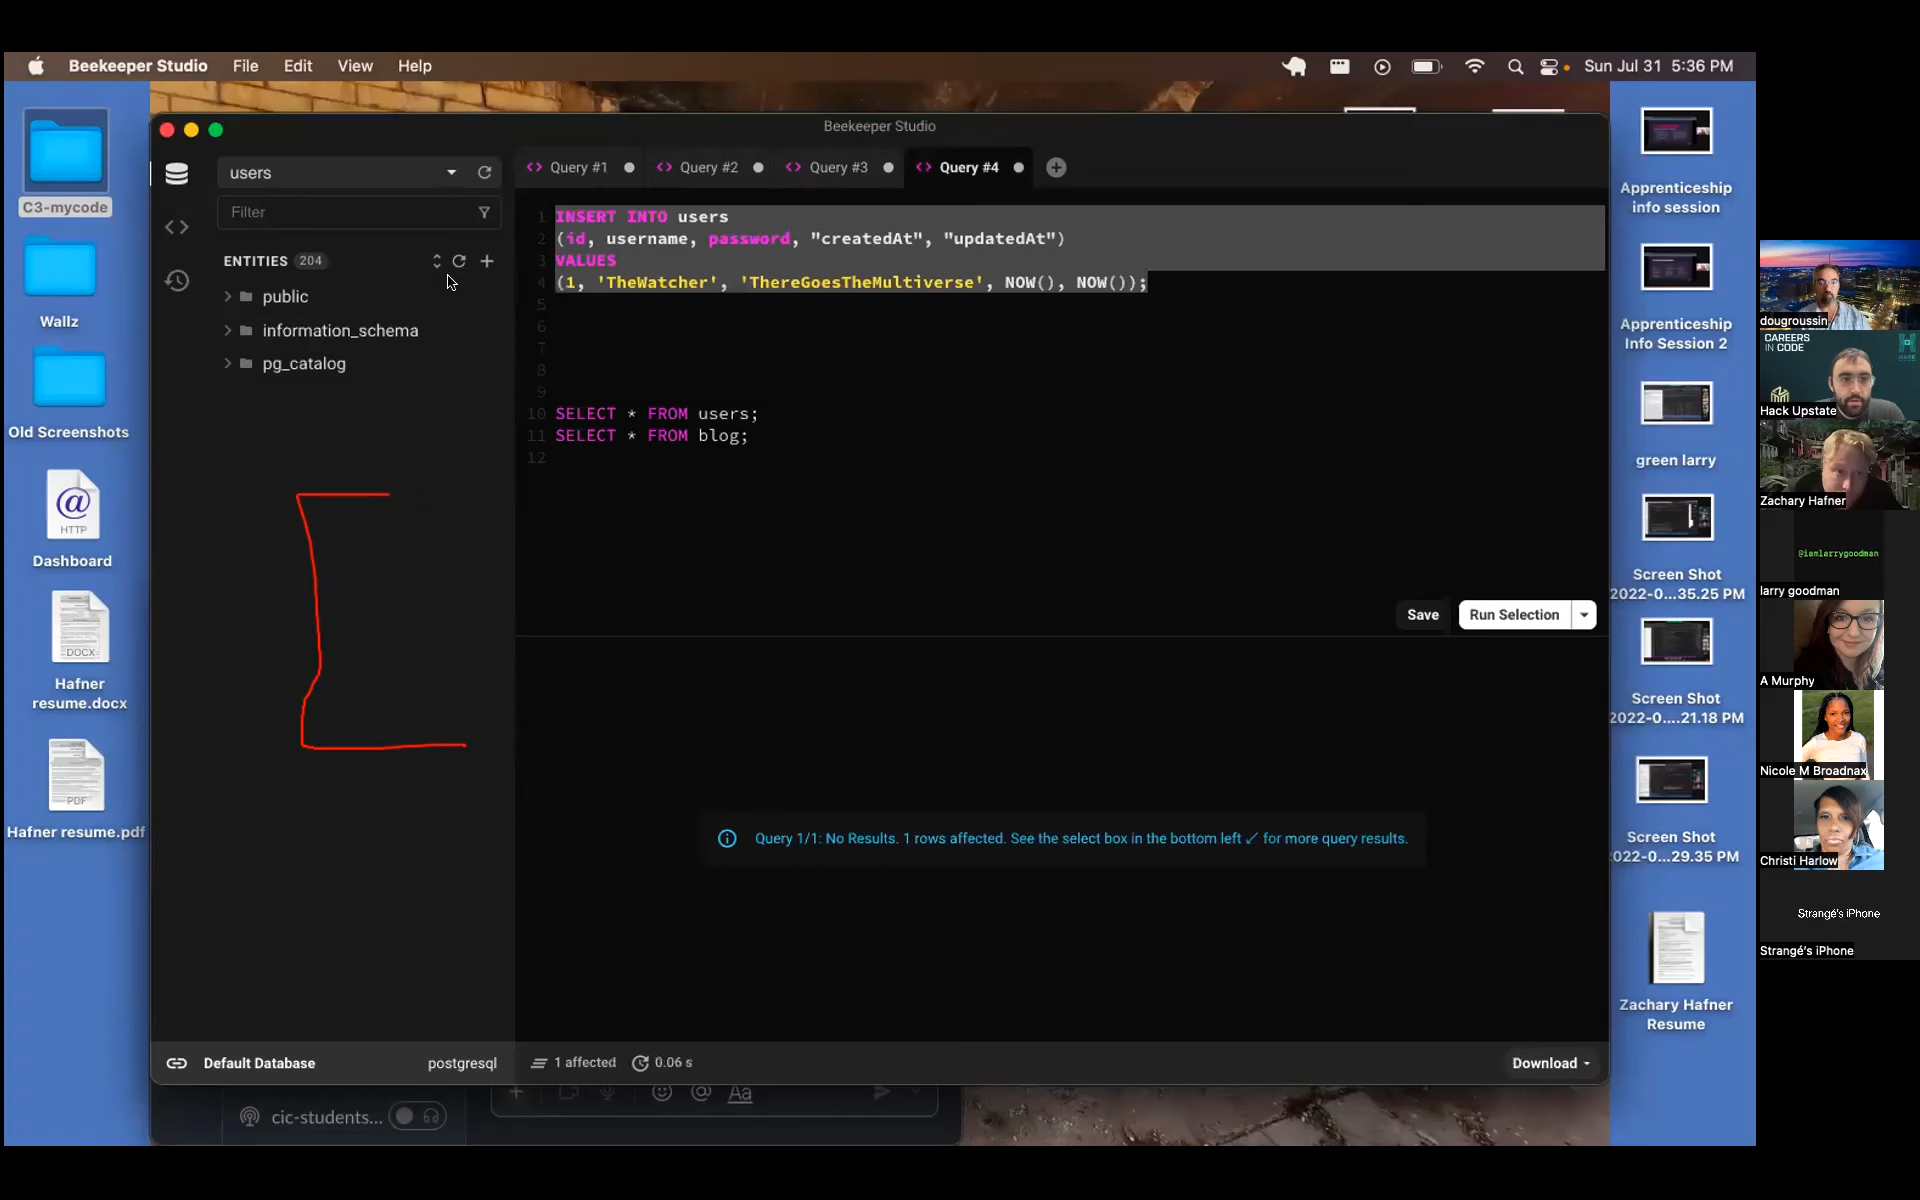 Beekeeper Studio File Edit View Help
Sun Jul 31 5:36 PM
C3-mycode
Wallz
Old Screenshots
@
HTTP
Dashboard
DOCX
Hafner
resume.docx
PDF
Hafner resume.pdf
Beekeeper Studio
users
Filter
ENTITIES 204
public
information_schema
pg_catalog
Query #1
Query #2
Query #3
Query #4
1 INSERT INTO users
2 (id, username, password, "createdAt", "updatedAt")
3 VALUES
4 (1, 'TheWatcher', 'ThereGoesTheMultiverse', NOW(), NOW());
5
6
7
8
9
10 SELECT * FROM users;
11 SELECT * FROM blog;
12
Save
Run Selection
Query 1/1: No Results. 1 rows affected. See the select box in the bottom left ↙ for more query results.
Default Database
postgresql
1 affected
0.06 s
Download
cic-students...
@
Aa
Apprenticeship
info session
Apprenticeship
Info Session 2
green larry
Screen Shot
2022-0...35.25 PM
Screen Shot
2022-0....21.18 PM
Screen Shot
022-0...29.35 PM
Zachary Hafner
Resume
dougroussin
CAREERS
IN CODE
Hack Upstate
Zachary Hafner
@iamlarrygoodman
larry goodman
A Murphy
Nicole M Broadnax
Christi Harlow
Strangé's iPhone
Strangé's iPhone